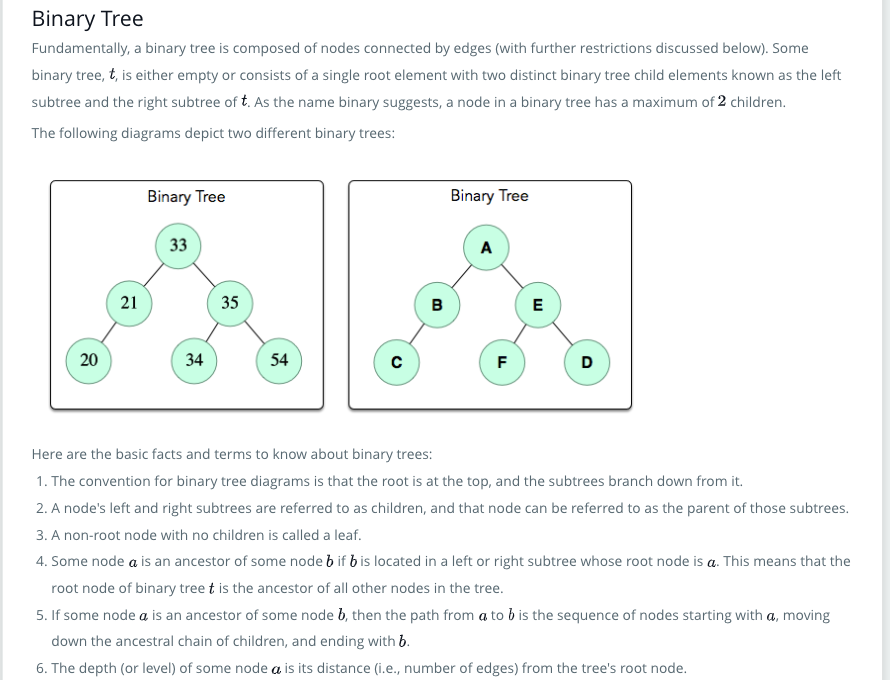 Binary Tree
Fundamentally, a binary tree is composed of nodes connected by edges (with further restrictions discussed below). Some
binary tree, t, is either empty or consists of a single root element with two distinct binary tree child elements known as the left
subtree and the right subtree of t. As the name binary suggests, a node in a binary tree has a maximum of 2 children.
The following diagrams depict two different binary trees:
Binary Tree
33
21 35
20 34 54
Binary Tree
A
B E
C F D
Here are the basic facts and terms to know about binary trees:
1. The convention for binary tree diagrams is that the root is at the top, and the subtrees branch down from it.
2. A node's left and right subtrees are referred to as children, and that node can be referred to as the parent of those subtrees.
3. A non-root node with no children is called a leaf.
4. Some node a is an ancestor of some node b if b is located in a left or right subtree whose root node is a. This means that the
root node of binary tree t is the ancestor of all other nodes in the tree.
5. If some node a is an ancestor of some node b, then the path from a to b is the sequence of nodes starting with a, moving
down the ancestral chain of children, and ending with b.
6. The depth (or level) of some node a is its distance (i.e., number of edges) from the tree's root node.